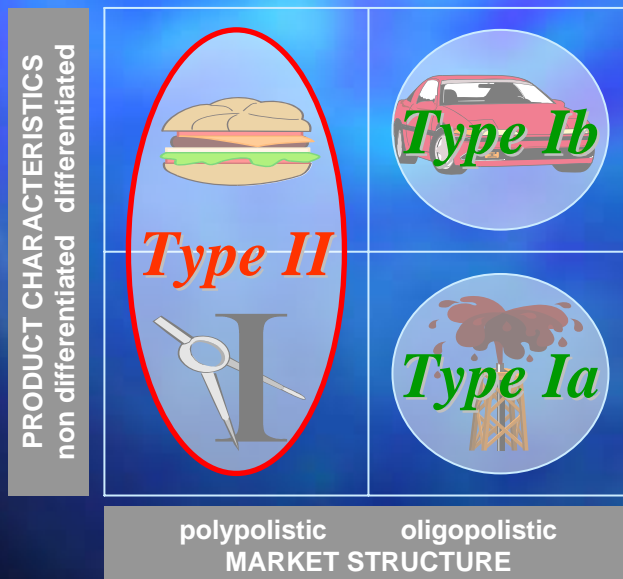 PRODUCT CHARACTERISTICS
non differentiated differentiated
Type Ib
Type II
I
Type Ia
polypolistic oligopolistic
MARKET STRUCTURE